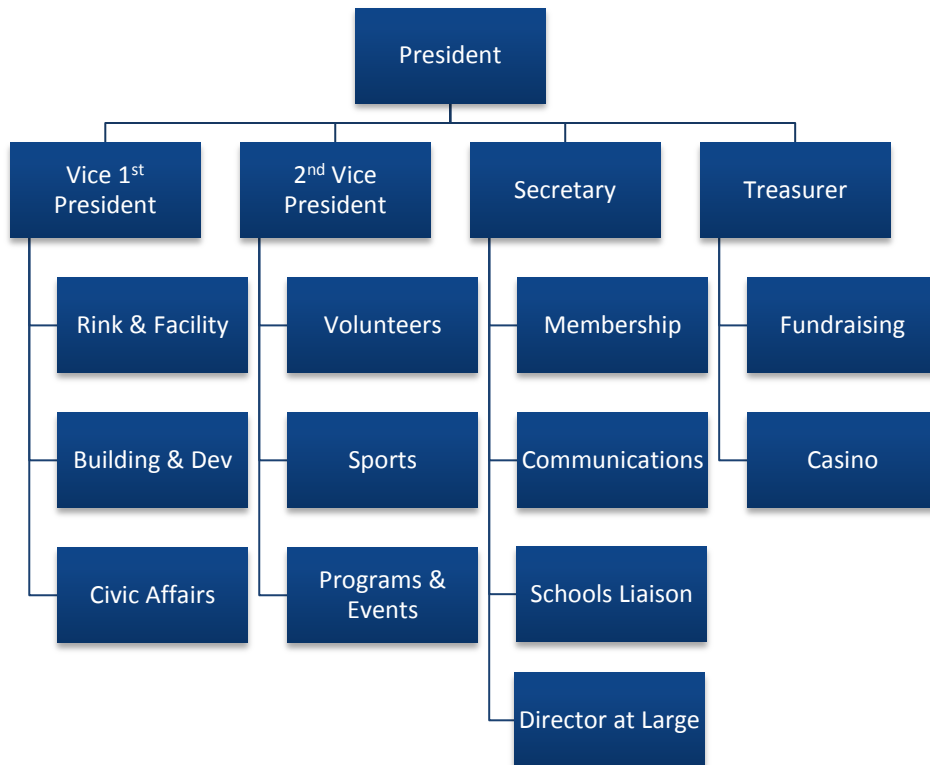 President
Vice 1st
President
2nd Vice
President
Secretary
Treasurer
Rink & Facility
Volunteers
Membership
Fundraising
Building & Dev
Sports
Communications
Casino
Civic Affairs
Programs &
Events
Schools Liaison
Director at Large